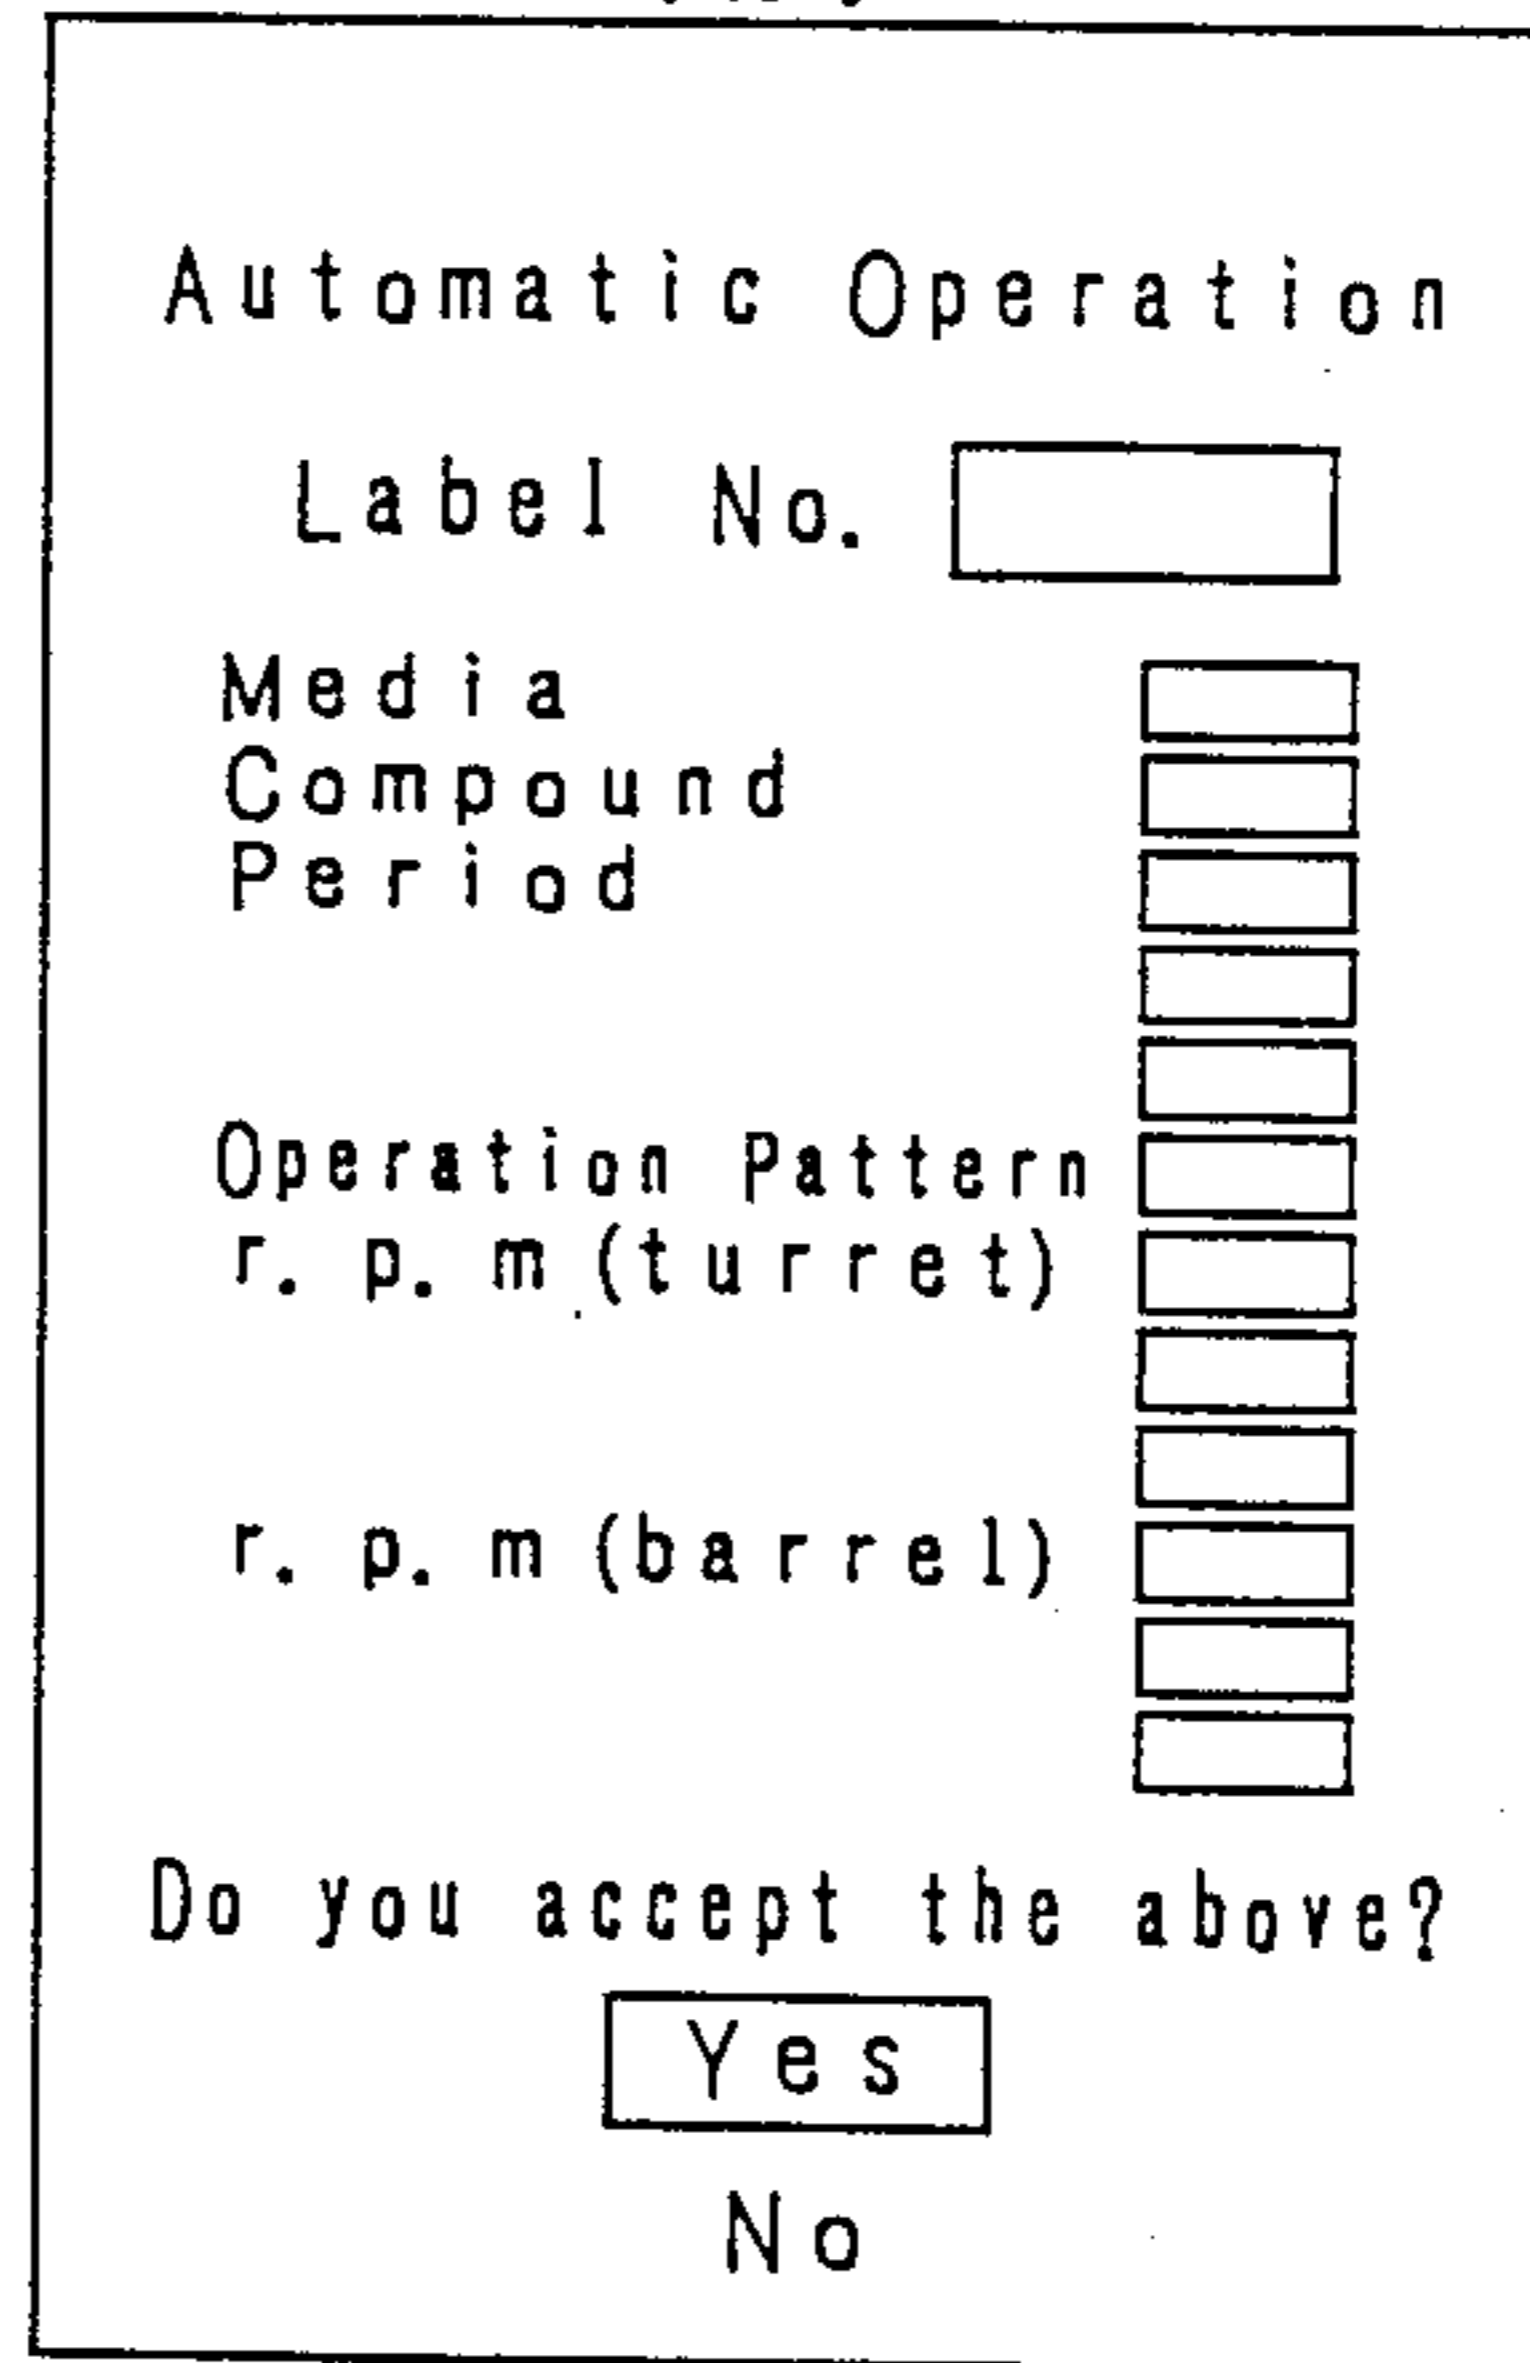 Automatic Operation
Label No.
Media
Compound
Period
Operation Pattern
r. p. m (turret)
r. p. m (barrel)
Do you accept the above?
Yes
No